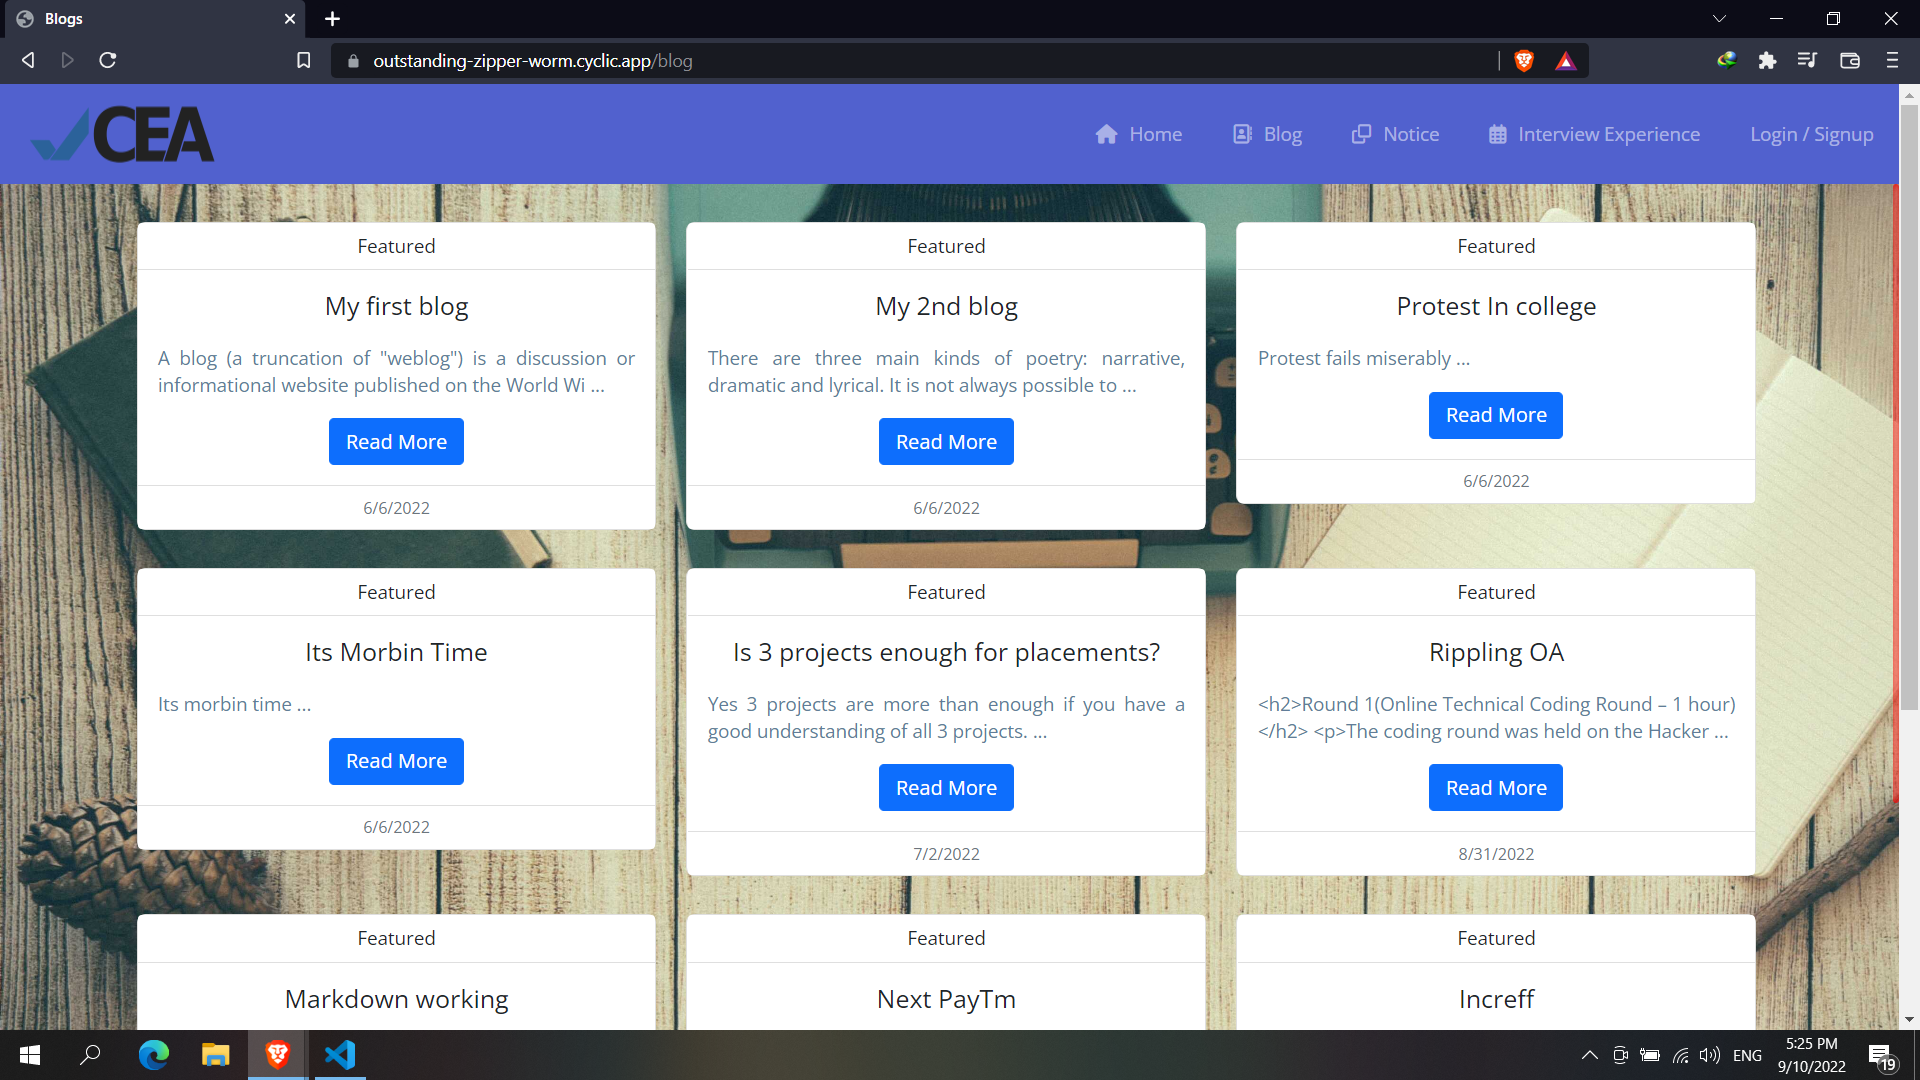 Blogs
outstanding-zipper-worm.cyclic.app/blog
CEA
Home
Blog
Notice
Interview Experience
Login / Signup
Featured
My first blog
A blog (a truncation of "weblog") is a discussion or
informational website published on the World Wi ...
Read More
6/6/2022
Featured
My 2nd blog
There are three main kinds of poetry: narrative,
dramatic and lyrical. It is not always possible to ...
Read More
6/6/2022
Featured
Protest In college
Protest fails miserably ...
Read More
6/6/2022
Featured
Its Morbin Time
Its morbin time ...
Read More
6/6/2022
Featured
Is 3 projects enough for placements?
Yes 3 projects are more than enough if you have a
good understanding of all 3 projects. ...
Read More
7/2/2022
Featured
Rippling OA
<h2>Round 1(Online Technical Coding Round – 1 hour)
</h2> <p>The coding round was held on the Hacker ...
Read More
8/31/2022
Featured
Markdown working
Featured
Next PayTm
Featured
Increff
ENG
5:25 PM
9/10/2022
19